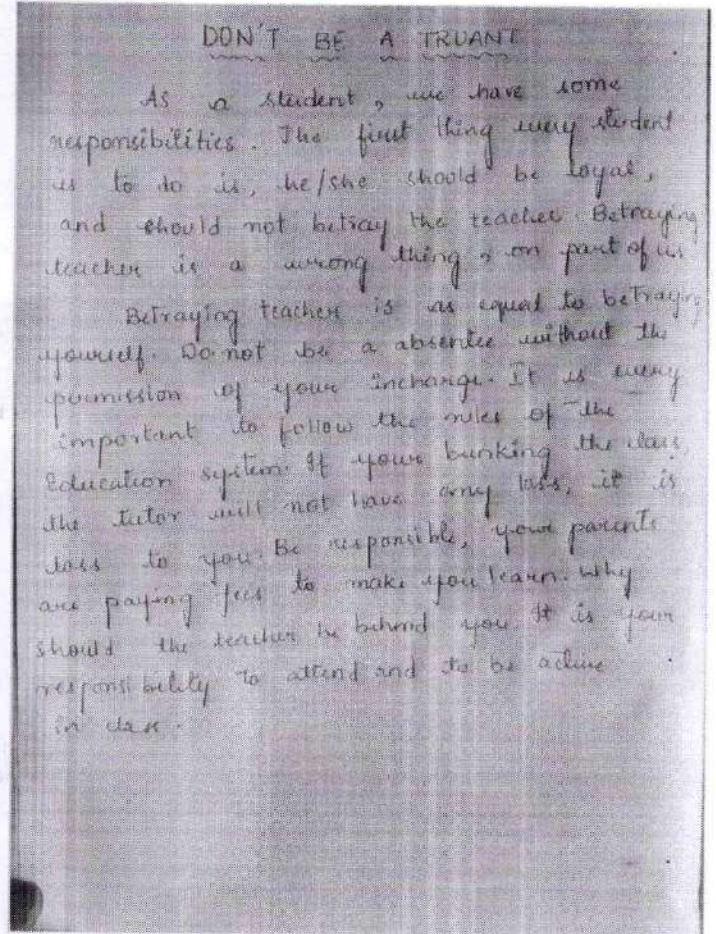 DON'T BE A TRUANT
As a student, we have some
responsibilities. The first thing every student
is to do is, he/she should be loyal,
and should not betray the teacher. Betraying
teacher is a wrong thing, on part of us
Betraying teacher is as equal to betraying
yourself. Do not be a absentee without the
permission of your incharge. It is every
important to follow the rules of the
Education system. If your bunking the class,
the tutor will not have any loss, it is
loss to you. Be responsible, your parents
are paying fees to make you learn. Why
should the teacher be behind you. It is your
responsibility to attend and to be active
in class.